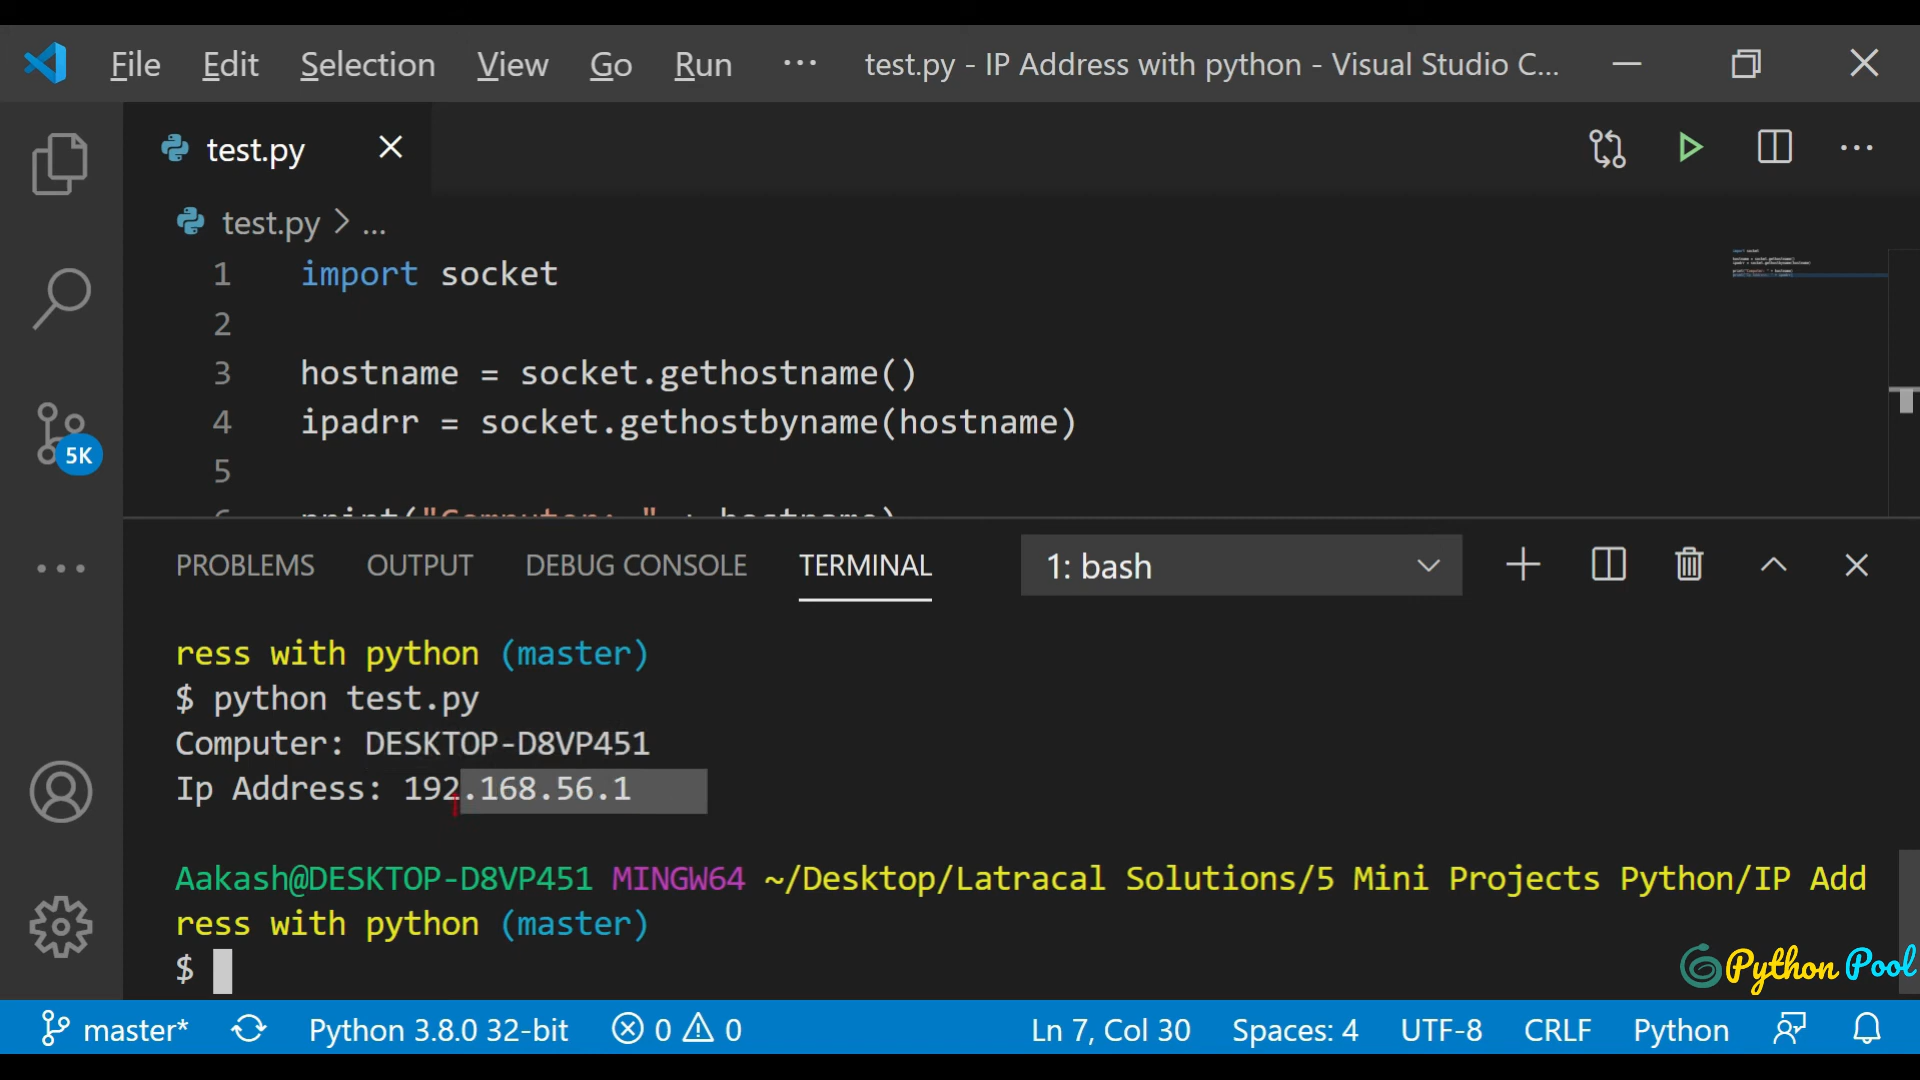 File Edit Selection View Go Run ··· test.py - IP Address with python - Visual Studio C...
test.py
test.py > ...
1 import socket
2
3 hostname = socket.gethostname()
4 ipadrr = socket.gethostbyname(hostname)
5
6 print("Computer: " + hostname)
5K
PROBLEMS OUTPUT DEBUG CONSOLE TERMINAL 1: bash
ress with python (master)
$ python test.py
Computer: DESKTOP-D8VP451
Ip Address: 192.168.56.1
Aakash@DESKTOP-D8VP451 MINGW64 ~/Desktop/Latracal Solutions/5 Mini Projects Python/IP Add
ress with python (master)
$
Python Pool
master* Python 3.8.0 32-bit 0 0 Ln 7, Col 30 Spaces: 4 UTF-8 CRLF Python